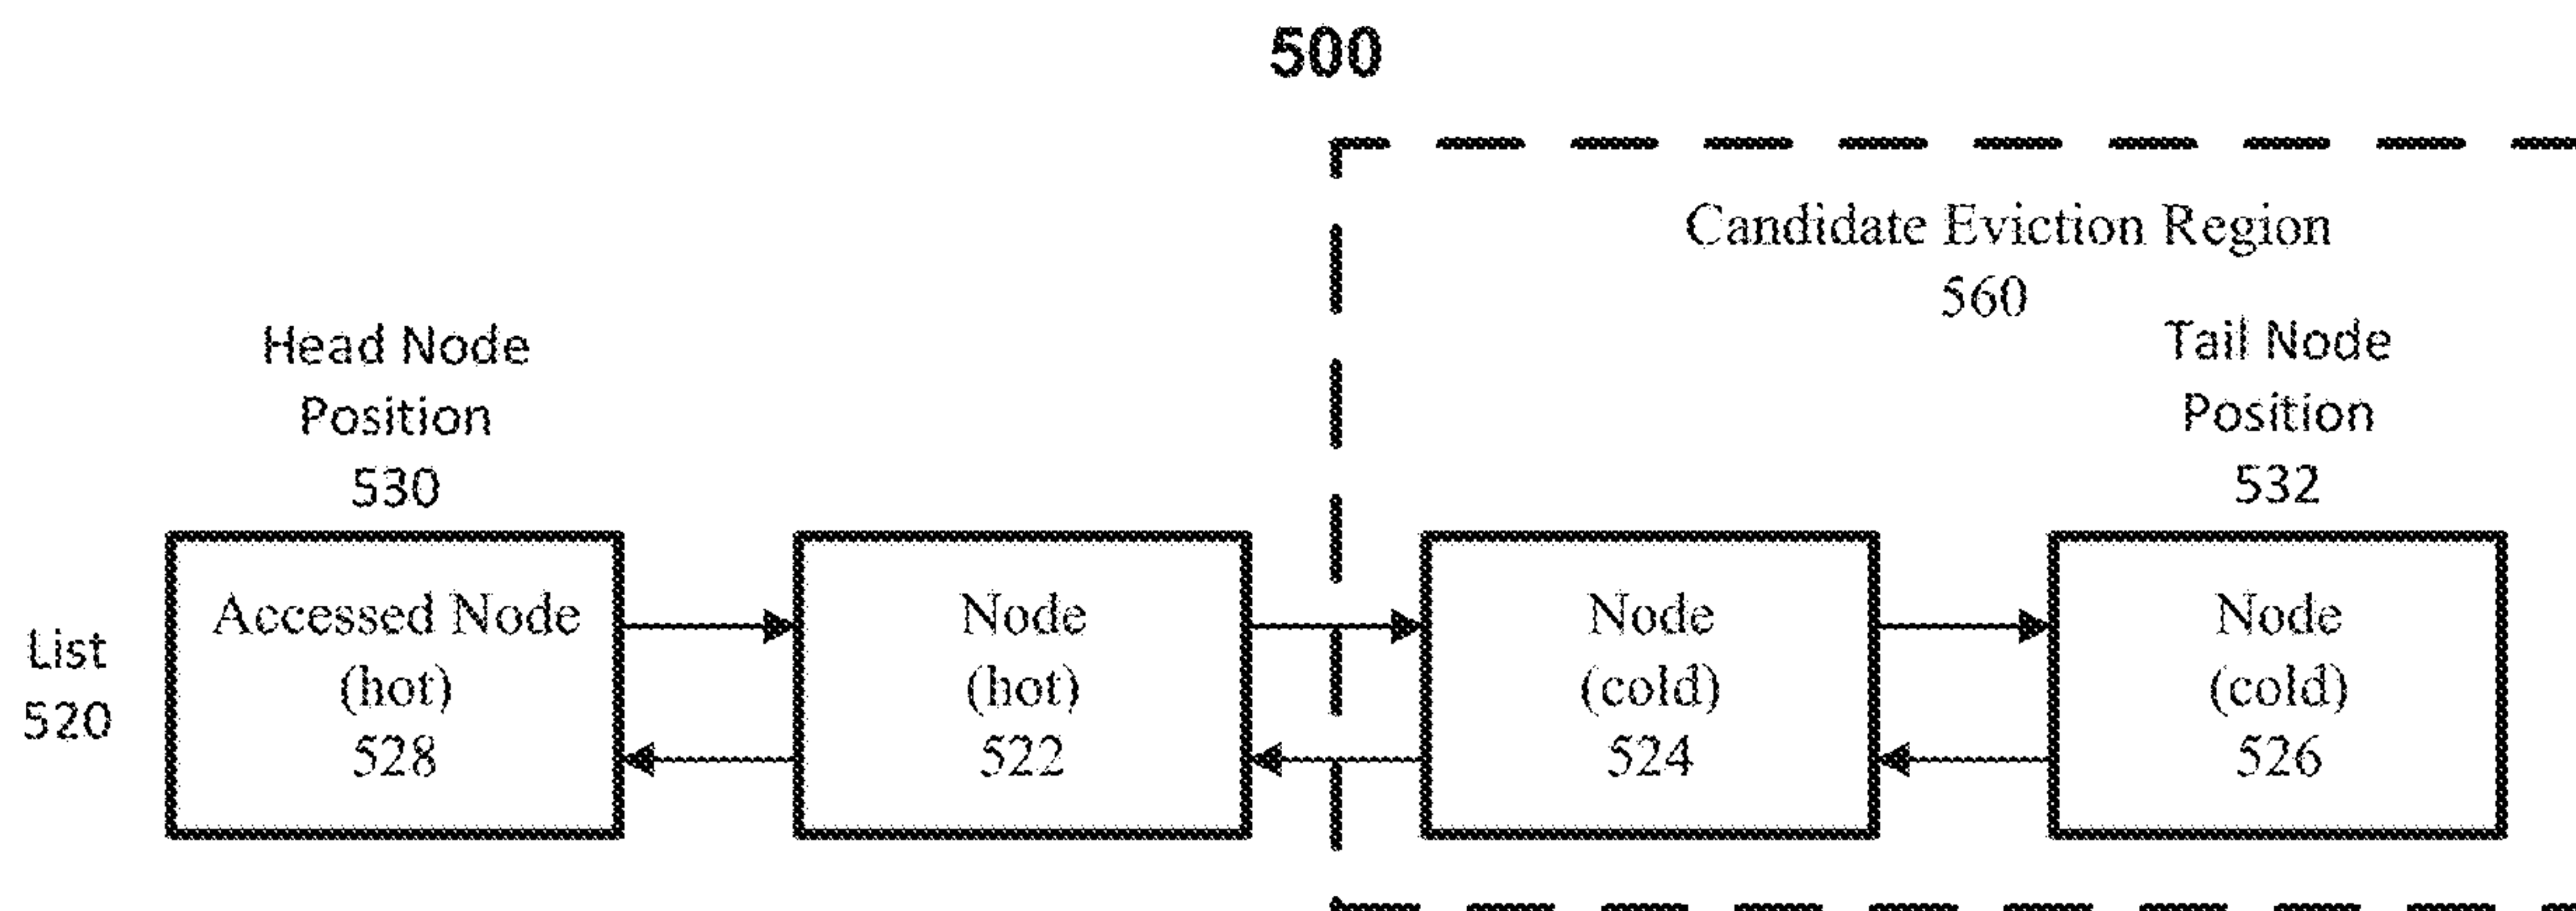 500
Candidate Eviction Region
560
Head Node
Position
530
Tail Node
Position
532
List
520
Accessed Node
(hot)
528
Node
(hot)
522
Node
(cold)
524
Node
(cold)
526